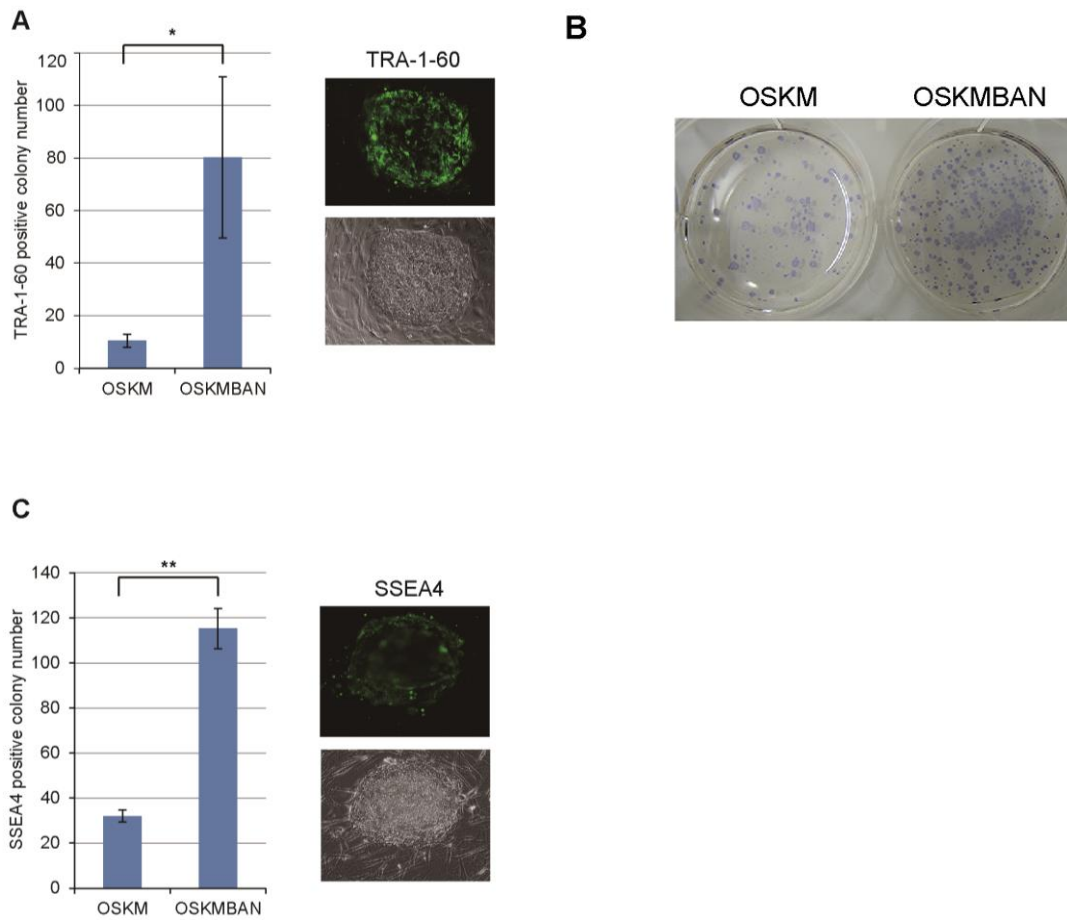 A
*
TRA-1-60 positive colony number
120
100
80
60
40
20
0
OSKM OSKMBAN
TRA-1-60
B
OSKM OSKMBAN
C
**
SSEA4 positive colony number
140
120
100
80
60
40
20
0
OSKM OSKMBAN
SSEA4